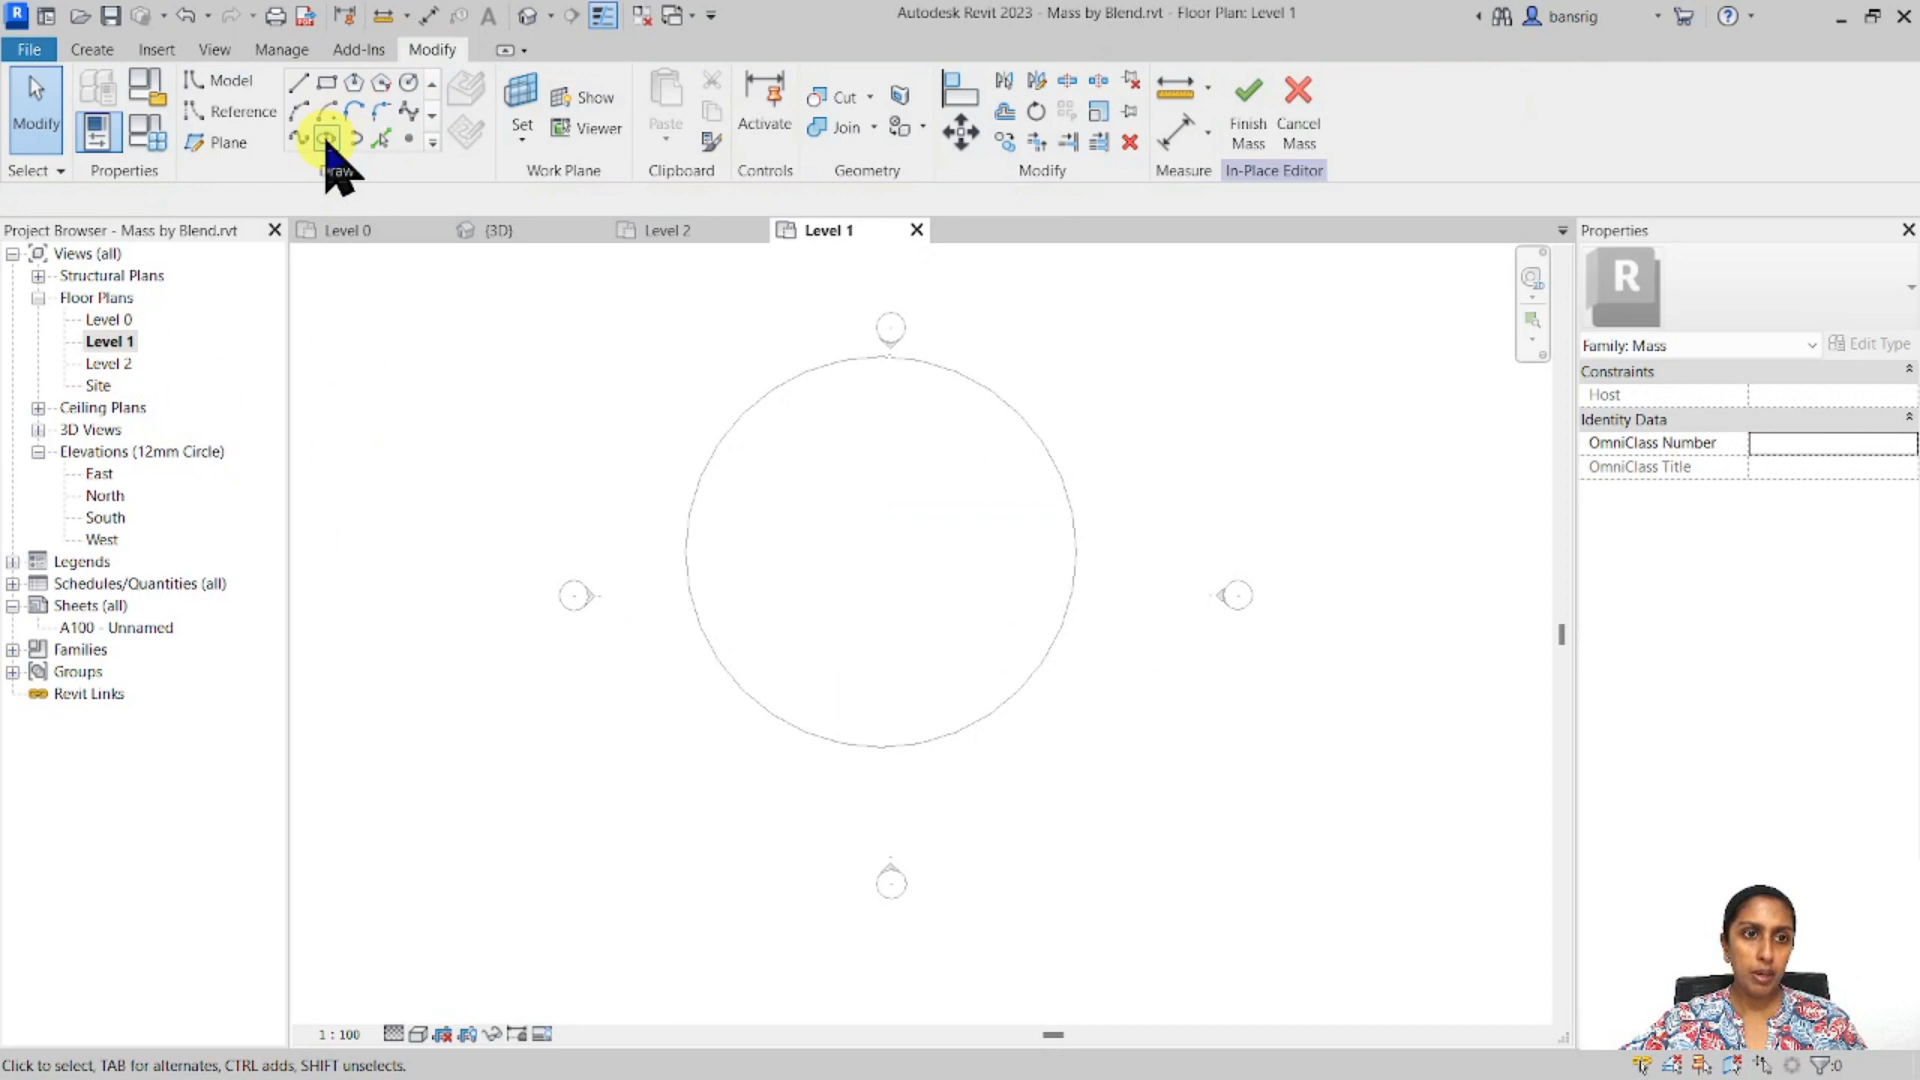 Autodesk Revit 2023 - Mass by Blend.rvt - Floor Plan: Level 1
bansrig
File
Create
Insert
View
Manage
Add-Ins
Modify
Modify
Model
Reference
Plane
Set
Show
Viewer
Paste
Activate
Cut
Join
Finish
Mass
Cancel
Mass
Select
Properties
Draw
Work Plane
Clipboard
Controls
Geometry
Modify
Measure
In-Place Editor
Project Browser - Mass by Blend.rvt
Level 0
{3D}
Level 2
Level 1
Properties
Views (all)
Structural Plans
Floor Plans
Level 0
Level 1
Level 2
Site
Ceiling Plans
3D Views
Elevations (12mm Circle)
East
North
South
West
Legends
Schedules/Quantities (all)
Sheets (all)
A100 - Unnamed
Families
Groups
Revit Links
R
Family: Mass
Edit Type
Constraints
Host
Identity Data
OmniClass Number
OmniClass Title
1 : 100
Click to select, TAB for alternates, CTRL adds, SHIFT unselects.
:0